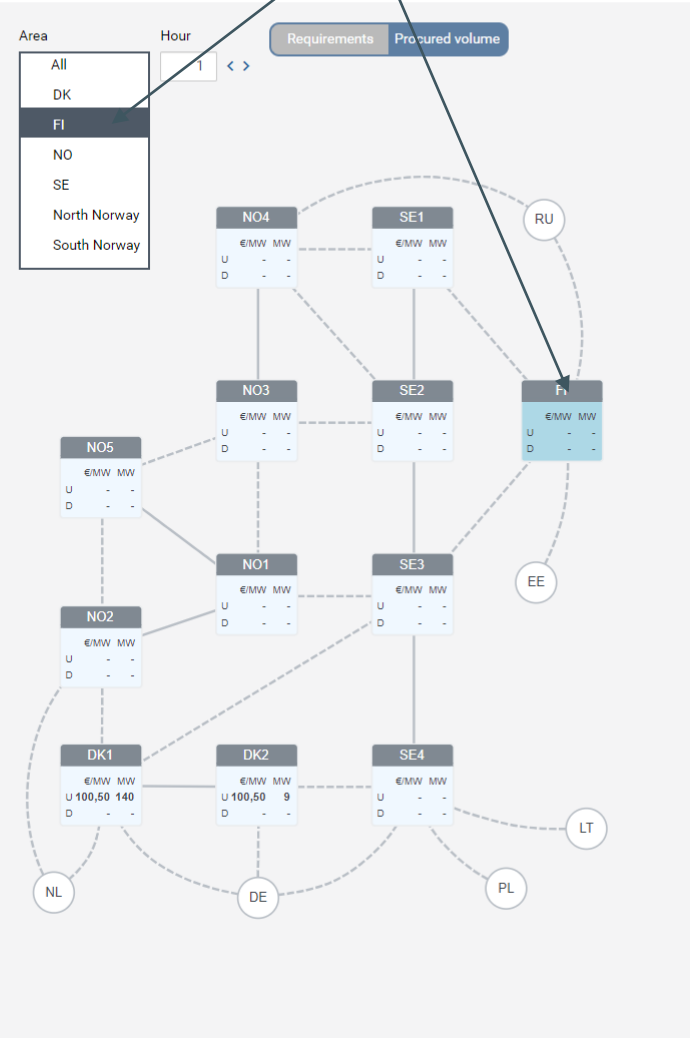 Area
Hour
Requirements
Procured volume
1
All
DK
FI
NO
SE
North Norway
South Norway
NO4
€/MW MW
U - -
D - -
SE1
€/MW MW
U - -
D - -
RU
NO3
€/MW MW
U - -
D - -
SE2
€/MW MW
U - -
D - -
FI
€/MW MW
U - -
D - -
NO5
€/MW MW
U - -
D - -
NO1
€/MW MW
U - -
D - -
SE3
€/MW MW
U - -
D - -
EE
NO2
€/MW MW
U - -
D - -
DK1
€/MW MW
U 100,50 140
D - -
DK2
€/MW MW
U 100,50 9
D - -
SE4
€/MW MW
U - -
D - -
LT
NL
DE
PL